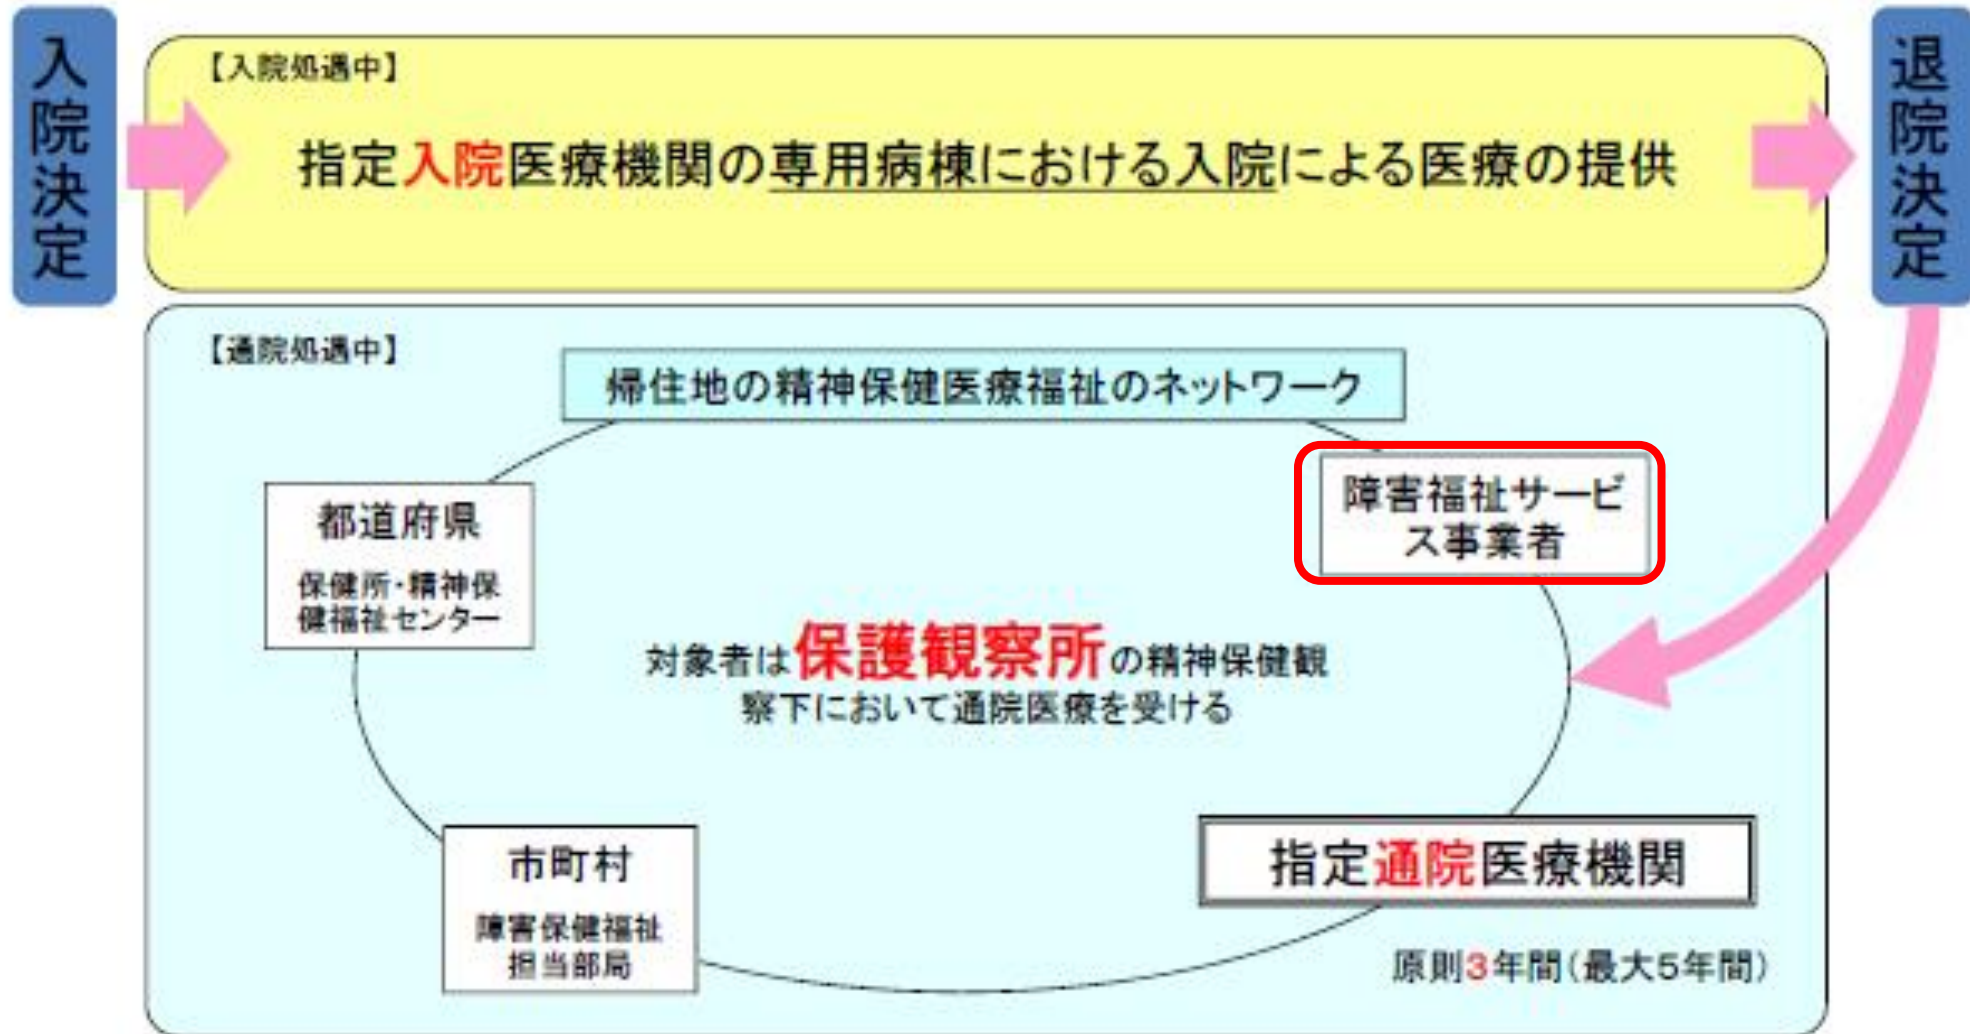 入院決定
【入院処遇中】
指定入院医療機関の専用病棟における入院による医療の提供
退院決定
【通院処遇中】
帰住地の精神保健医療福祉のネットワーク
障害福祉サービ
ス事業者
都道府県
保健所・精神保
健福祉センター
対象者は保護観察所の精神保健観
察下において通院医療を受ける
市町村
障害保健福祉
担当部局
指定通院医療機関
原則3年間(最大5年間)